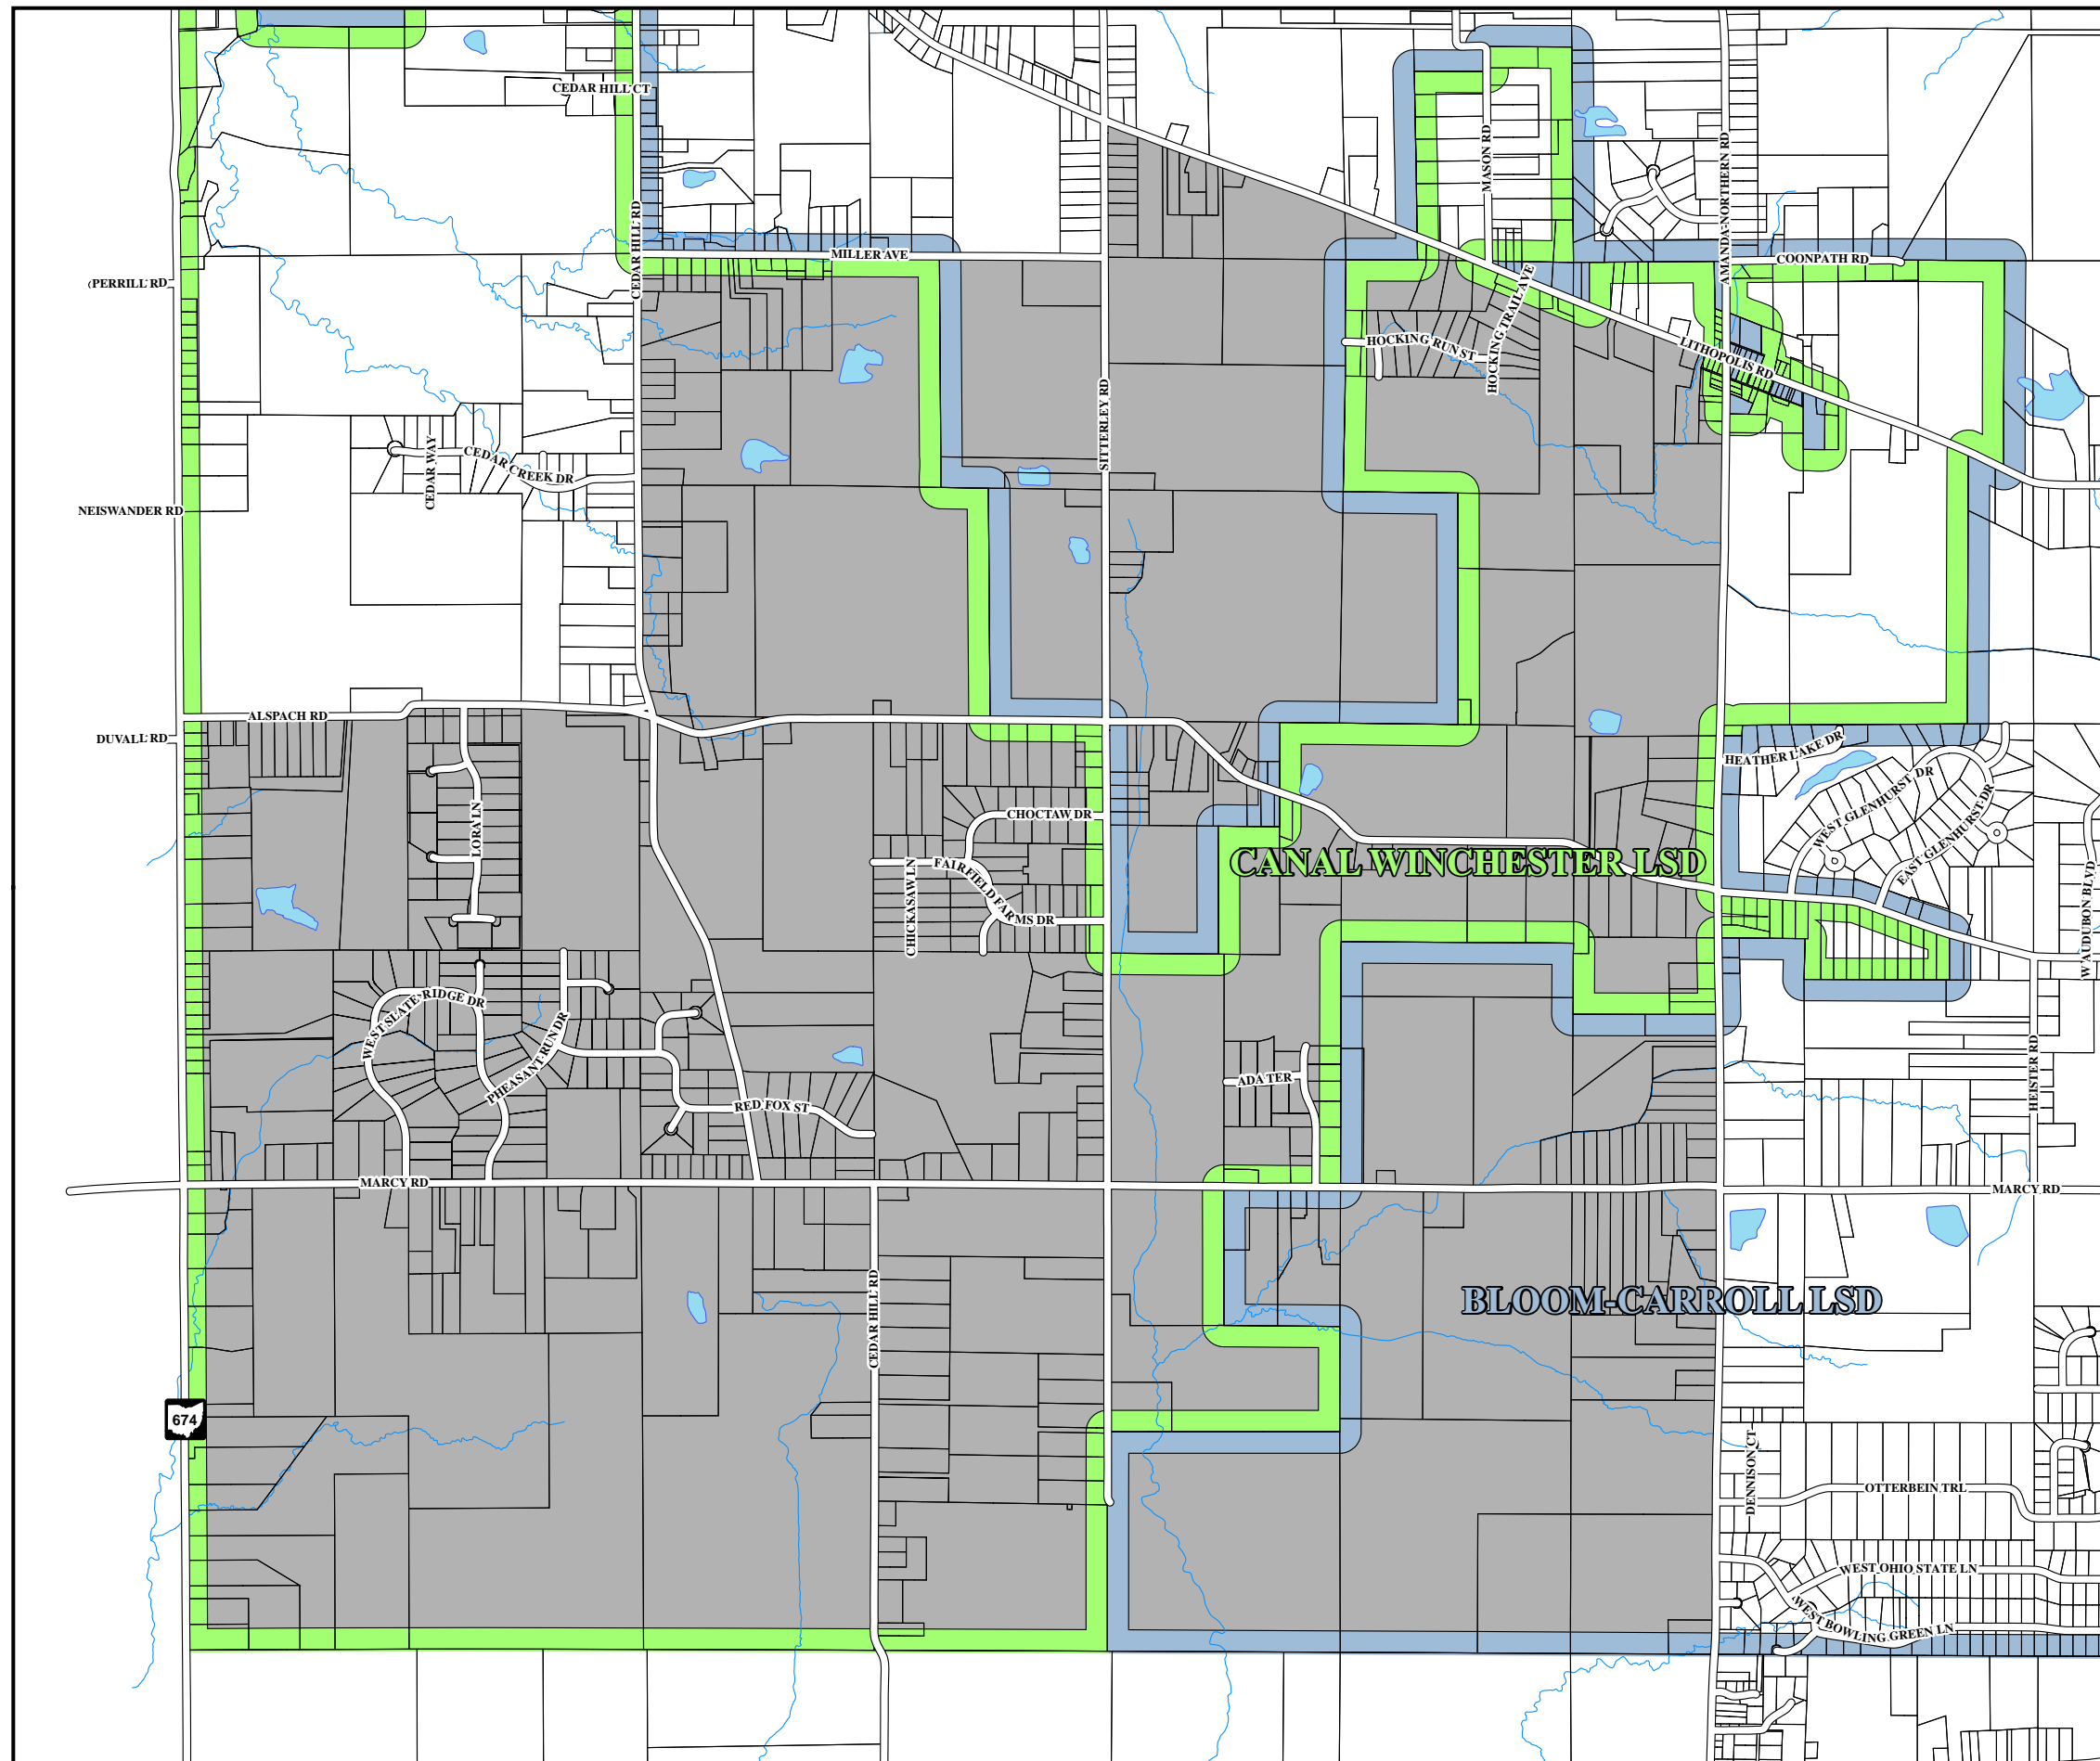 CEDAR HILL CT
MASON RD
AMANDA-NORTHERN RD
CEDAR HILL RD
MILLER AVE
COONPATH RD
PERRILL RD
HOCKING TRAIL AVE
HOCKING RUN ST
LITHOPOLIS RD
SITTERLEY RD
CEDAR WAY
CEDAR CREEK DR
NEISWANDER RD
ALSPACH RD
DUVALL RD
HEATHER LAKE DR
WEST GLENHURST DR
EAST GLENHURST DR
LORA LN
CHOCTAW DR
CANAL WINCHESTER LSD
FAIRFIELD FARMS DR
CHICKASAW LN
W AUDUBON BLVD
WEST SLATE RIDGE DR
PHEASANT RUN DR
HEISTER RD
ADA TER
RED FOX ST
MARCY RD
MARCY RD
BLOOM-CARROLL LSD
CEDAR HILL RD
674
DENNISON CT
OTTERBEIN TRL
WEST OHIO STATE LN
WEST BOWLING GREEN LN